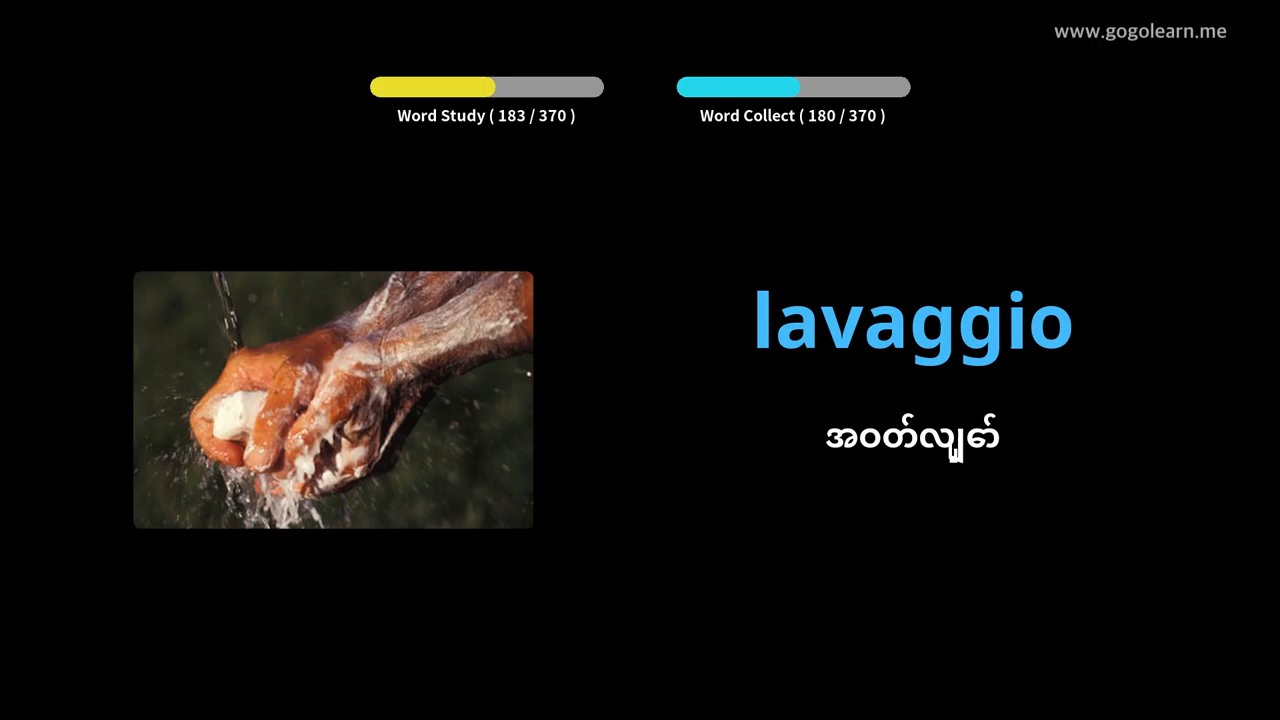 www.gogolearn.me
Word Study ( 183 / 370 )
Word Collect ( 180 / 370 )
lavaggio
အဝတ်လျှော်